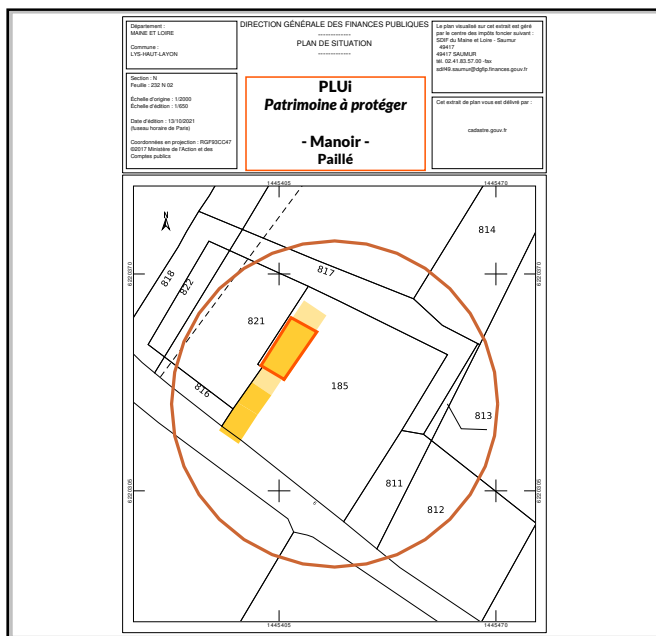 Département :
MAINE ET LOIRE
Commune :
LYS-HAUT-LAYON
Section : N
Feuille : 232 N 02
Échelle d'origine : 1/2000
Échelle d'édition : 1/650
Date d'édition : 13/10/2021
(fuseau horaire de Paris)
Coordonnées en projection : RGF93CC47
©2017 Ministère de l'Action et des
Comptes publics
DIRECTION GÉNÉRALE DES FINANCES PUBLIQUES
-------------
PLAN DE SITUATION
-------------
PLUi
Patrimoine à protéger
- Manoir -
Paillé
Le plan visualisé sur cet extrait est géré
par le centre des impôts foncier suivant :
SDIF du Maine et Loire - Saumur
49417
49417 SAUMUR
tél. 02.41.83.57.00 -fax
sdif49.saumur@dgfip.finances.gouv.fr
Cet extrait de plan vous est délivré par :
cadastre.gouv.fr
1445405
1445470
N
814
817
6220370
6220370
818
822
821
185
816
813
811
6220305
6220305
812
1445405
1445470